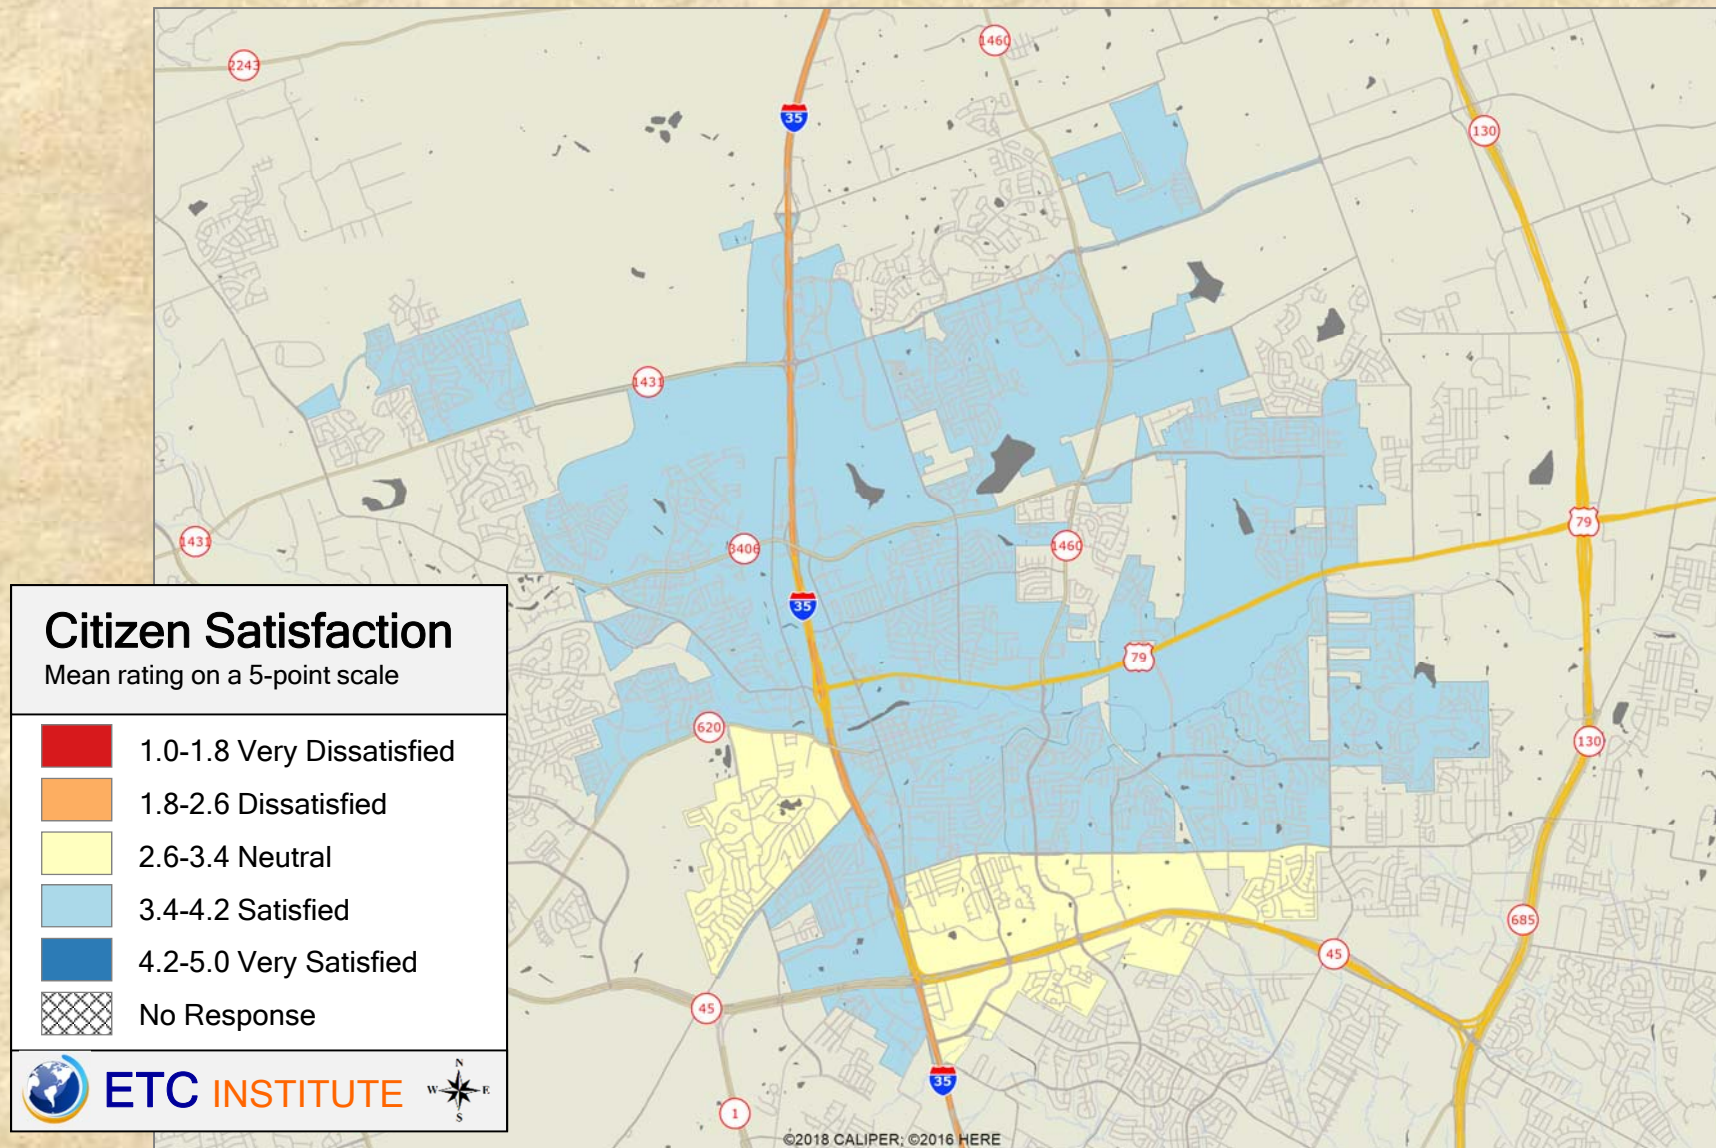 2243
1460
35
130
1431
1431
3406
1460
79
35
79
620
130
685
45
45
35
1
Citizen Satisfaction
Mean rating on a 5-point scale
1.0-1.8 Very Dissatisfied
1.8-2.6 Dissatisfied
2.6-3.4 Neutral
3.4-4.2 Satisfied
4.2-5.0 Very Satisfied
No Response
ETC INSTITUTE
N
W E
S
©2018 CALIPER; ©2016 HERE